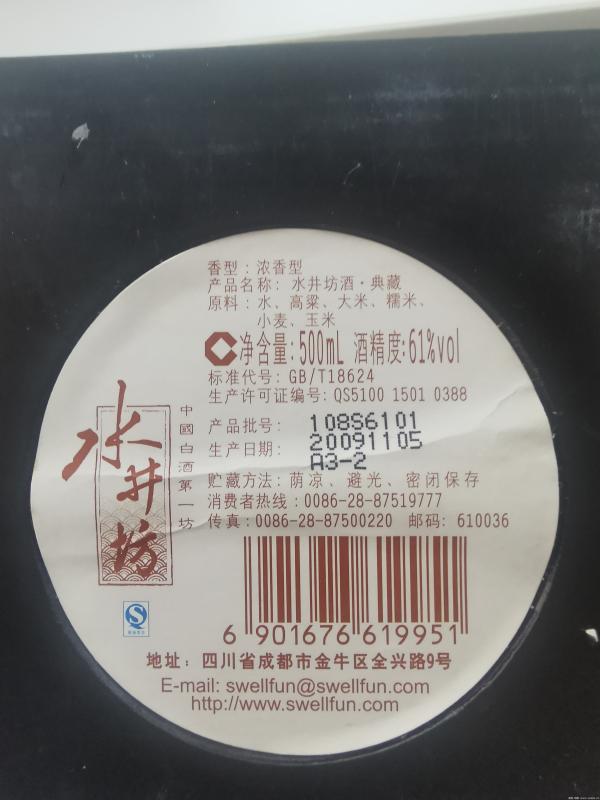 香型：浓香型
产品名称：水井坊酒·典藏
原料：水、高粱、大米、糯米、
小麦、玉米
净含量:500mL 酒精度:61%vol
标准代号：GB/T18624
生产许可证编号：QS5100 1501 0388
产品批号：108S6101
生产日期：20091105
A3-2
贮藏方法：荫凉、避光、密闭保存
消费者热线：0086-28-87519777
传真：0086-28-87500220 邮码：610036
水井坊
中國白酒第一坊
6 901676 619951
地址：四川省成都市金牛区全兴路9号
E-mail: swellfun@swellfun.com
http://www.swellfun.com